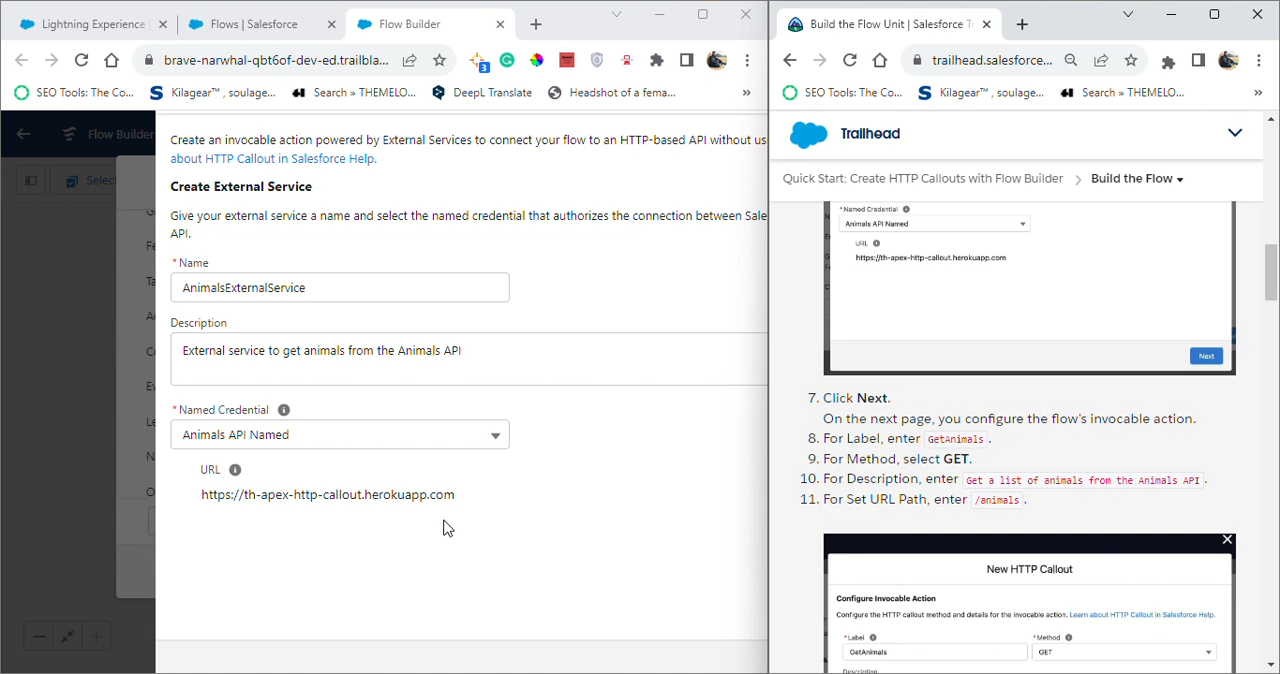 Lightning Experience
Flows | Salesforce
Flow Builder
brave-narwhal-qbt6of-dev-ed.trailbla...
3
SEO Tools: The Co...
Kilagear™ , soulage...
Search » THEMELO...
DeepL Translate
Headshot of a fema...
»
Flow Builder
Selec
Create an invocable action powered by External Services to connect your flow to an HTTP-based API without us
about HTTP Callout in Salesforce Help.
Create External Service
Give your external service a name and select the named credential that authorizes the connection between Sale
API.
* Name
AnimalsExternalService
Description
External service to get animals from the Animals API
* Named Credential
Animals API Named
URL
https://th-apex-http-callout.herokuapp.com
Build the Flow Unit | Salesforce T
trailhead.salesforce...
SEO Tools: The Co...
Kilagear™ , soulage...
Search » THEMELO...
»
Trailhead
Quick Start: Create HTTP Callouts with Flow Builder
Build the Flow
* Named Credential
Animals API Named
URL
https://th-apex-http-callout.herokuapp.com
Next
7. Click Next.
On the next page, you configure the flow's invocable action.
8. For Label, enter GetAnimals.
9. For Method, select GET.
10. For Description, enter Get a list of animals from the Animals API.
11. For Set URL Path, enter /animals.
New HTTP Callout
Configure Invocable Action
Configure the HTTP callout method and details for the invocable action. Learn about HTTP Callout in Salesforce Help.
* Label
* Method
GetAnimals
GET
Description